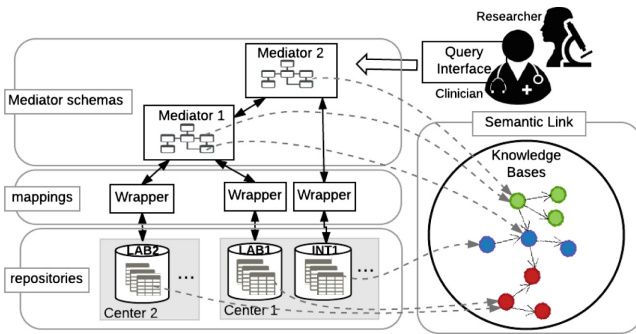 Researcher
Mediator 2
Query
Interface
Clinician
Mediator schemas
Mediator 1
Semantic Link
Knowledge
Bases
mappings
Wrapper
Wrapper
Wrapper
LAB2
LAB1
INT1
...
...
repositories
Center 2
Center 1